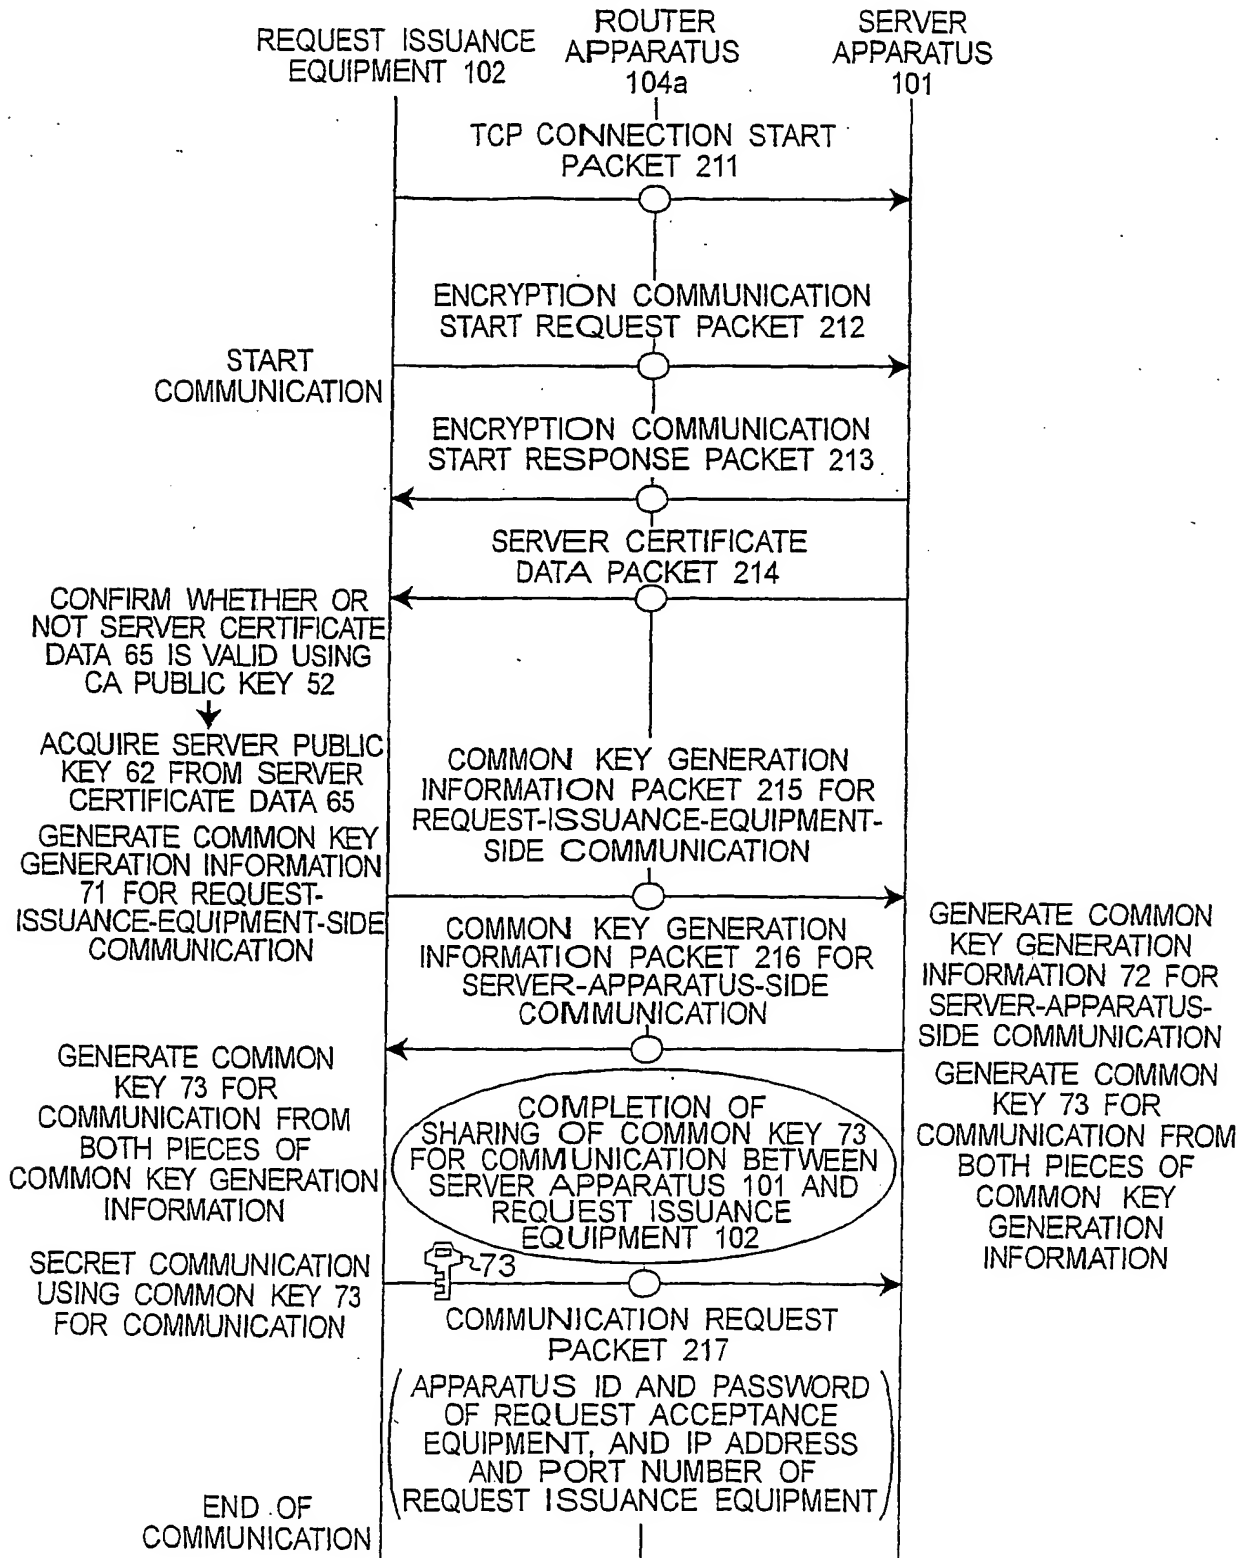 REQUEST ISSUANCE
EQUIPMENT 102
ROUTER
APPARATUS
104a
SERVER
APPARATUS
101
TCP CONNECTION START
PACKET 211
ENCRYPTION COMMUNICATION
START REQUEST PACKET 212
START
COMMUNICATION
ENCRYPTION COMMUNICATION
START RESPONSE PACKET 213
SERVER CERTIFICATE
DATA PACKET 214
CONFIRM WHETHER OR
NOT SERVER CERTIFICATE
DATA 65 IS VALID USING
CA PUBLIC KEY 52
ACQUIRE SERVER PUBLIC
KEY 62 FROM SERVER
CERTIFICATE DATA 65
GENERATE COMMON KEY
GENERATION INFORMATION
71 FOR REQUEST-
ISSUANCE-EQUIPMENT-SIDE
COMMUNICATION
COMMON KEY GENERATION
INFORMATION PACKET 215 FOR
REQUEST-ISSUANCE-EQUIPMENT-
SIDE COMMUNICATION
COMMON KEY GENERATION
INFORMATION PACKET 216 FOR
SERVER-APPARATUS-SIDE
COMMUNICATION
GENERATE COMMON
KEY GENERATION
INFORMATION 72 FOR
SERVER-APPARATUS-
SIDE COMMUNICATION
GENERATE COMMON
KEY 73 FOR
COMMUNICATION FROM
BOTH PIECES OF
COMMON KEY GENERATION
INFORMATION
COMPLETION OF
SHARING OF COMMON KEY 73
FOR COMMUNICATION BETWEEN
SERVER APPARATUS 101 AND
REQUEST ISSUANCE
EQUIPMENT 102
GENERATE COMMON
KEY 73 FOR
COMMUNICATION FROM
BOTH PIECES OF
COMMON KEY
GENERATION
INFORMATION
SECRET COMMUNICATION
USING COMMON KEY 73
FOR COMMUNICATION
73
COMMUNICATION REQUEST
PACKET 217
(APPARATUS ID AND PASSWORD
OF REQUEST ACCEPTANCE
EQUIPMENT, AND IP ADDRESS
AND PORT NUMBER OF
REQUEST ISSUANCE EQUIPMENT)
END OF
COMMUNICATION